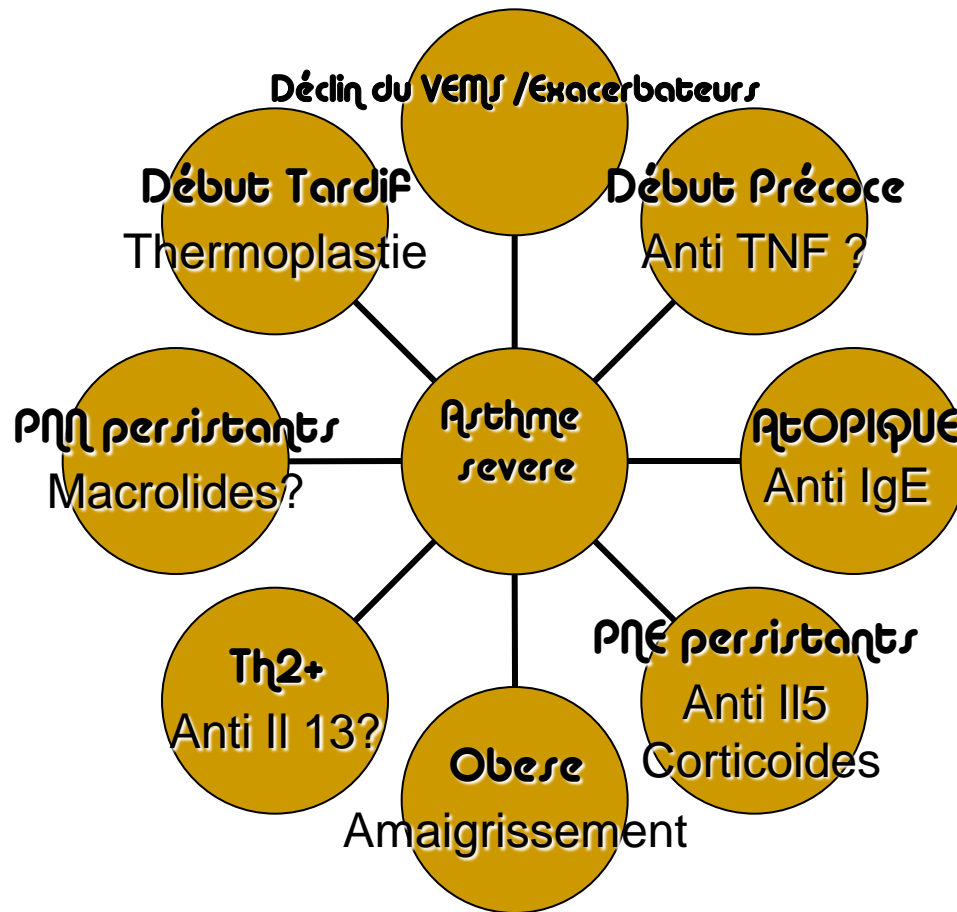 Déclin du VEMS /Exacerbateurs
Début Tardif
Thermoplastie
Début Précoce
Anti TNF ?
PNN persistants
Macrolides?
Asthme
severe
AtOPIQUE
Anti IgE
Th2+
Anti Il 13?
Obese
Amaigrissement
PNE persistants
Anti Il5
Corticoides